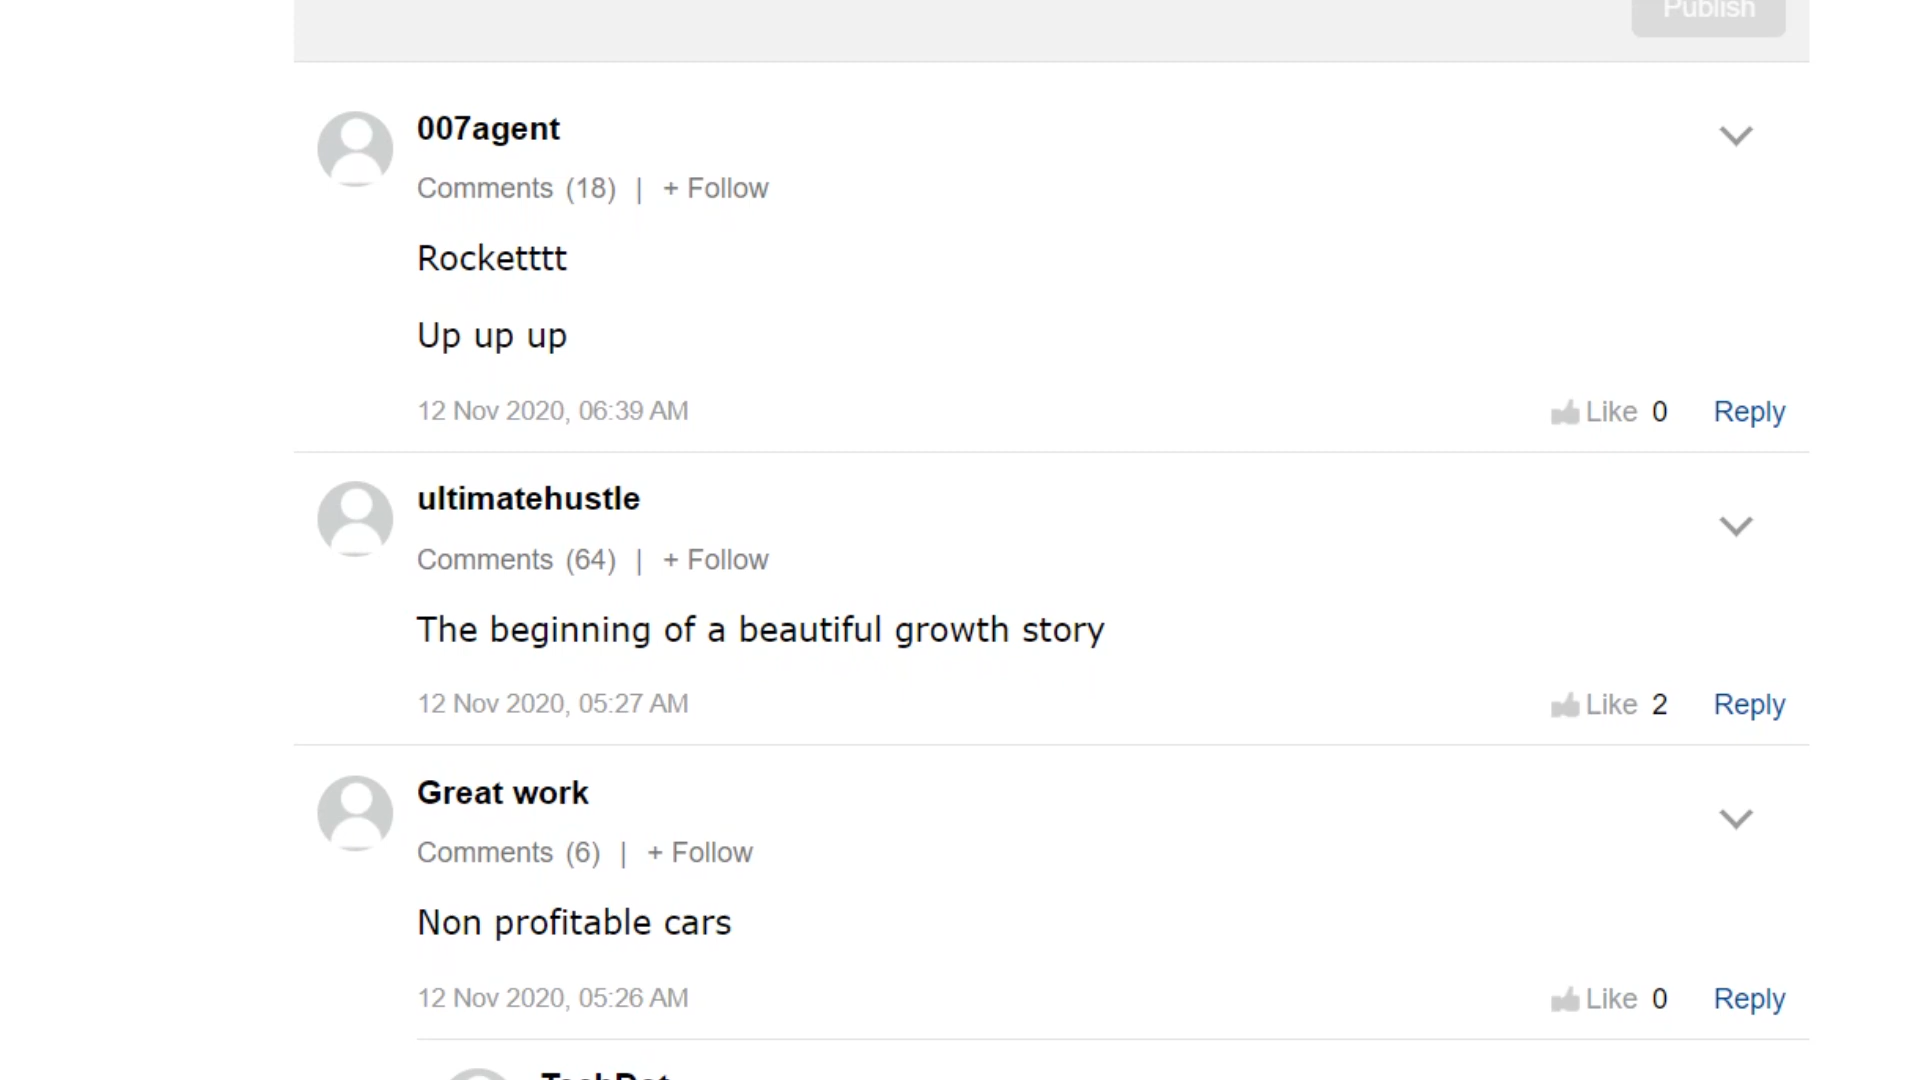 Publish
007agent
Comments (18) | + Follow
Rocketttt
Up up up
12 Nov 2020, 06:39 AM Like 0 Reply
ultimatehustle
Comments (64) | + Follow
The beginning of a beautiful growth story
12 Nov 2020, 05:27 AM Like 2 Reply
Great work
Comments (6) | + Follow
Non profitable cars
12 Nov 2020, 05:26 AM Like 0 Reply